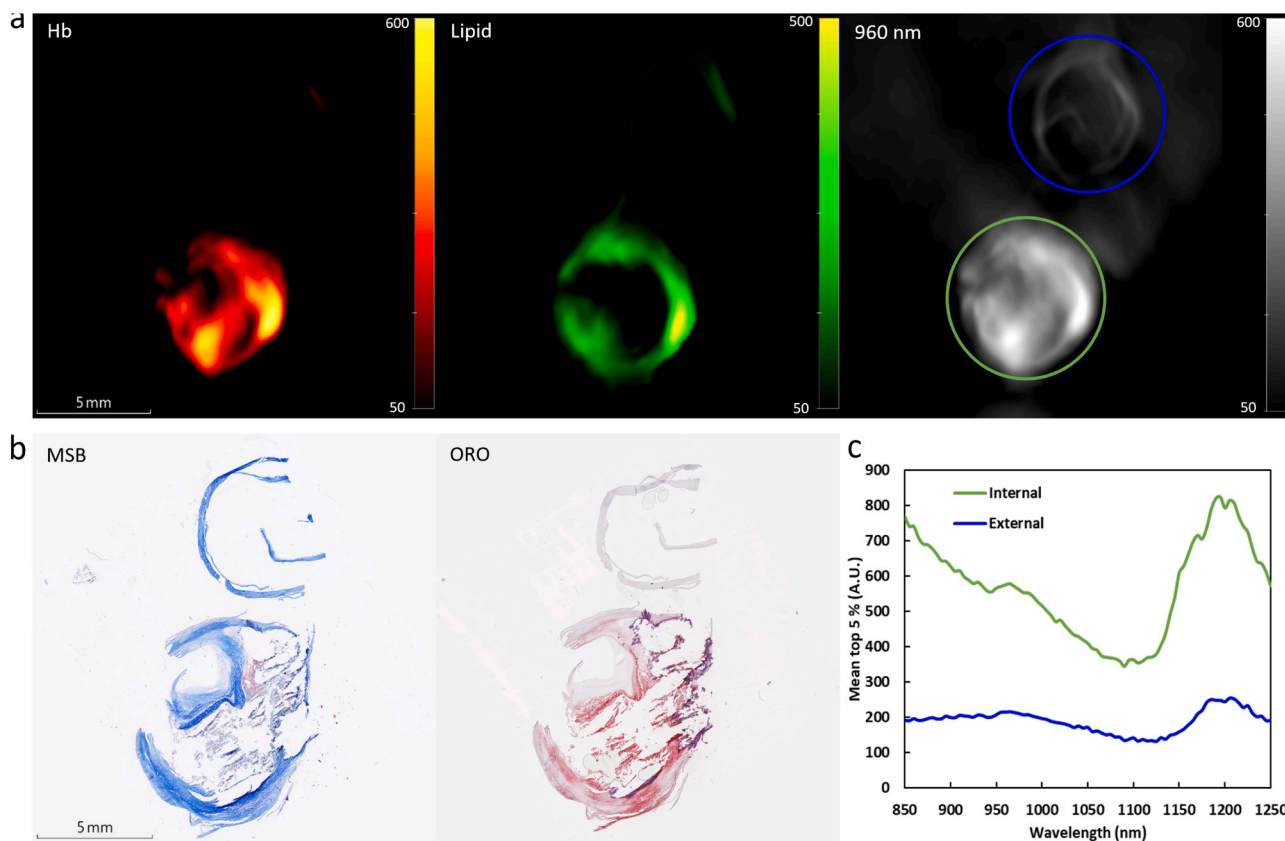 a
Hb
600
50
5 mm
Lipid
500
50
960 nm
600
50
b
MSB
5 mm
ORO
c
Internal
External
Mean top 5 % (A.U.)
900
800
700
600
500
400
300
200
100
0
850 900 950 1000 1050 1100 1150 1200 1250
Wavelength (nm)